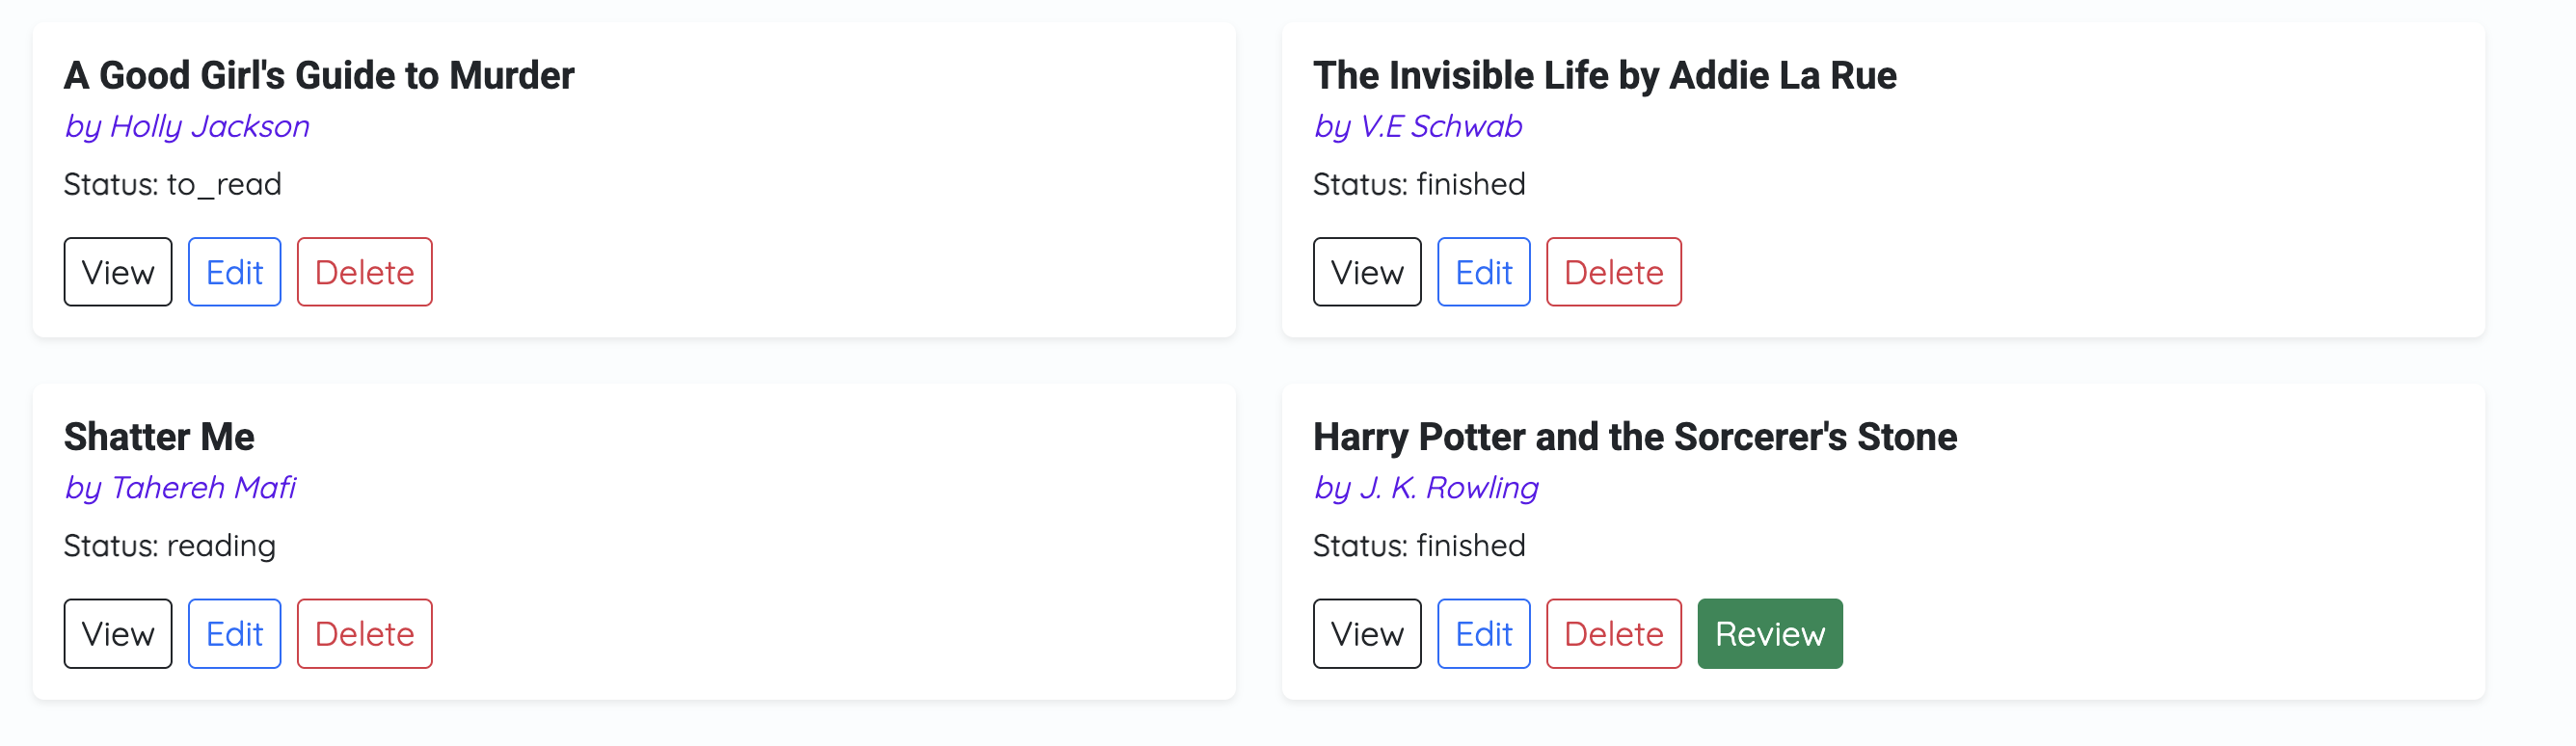 A Good Girl's Guide to Murder
by Holly Jackson
Status: to_read
View Edit Delete
The Invisible Life by Addie La Rue
by V.E Schwab
Status: finished
View Edit Delete
Shatter Me
by Tahereh Mafi
Status: reading
View Edit Delete
Harry Potter and the Sorcerer's Stone
by J. K. Rowling
Status: finished
View Edit Delete Review